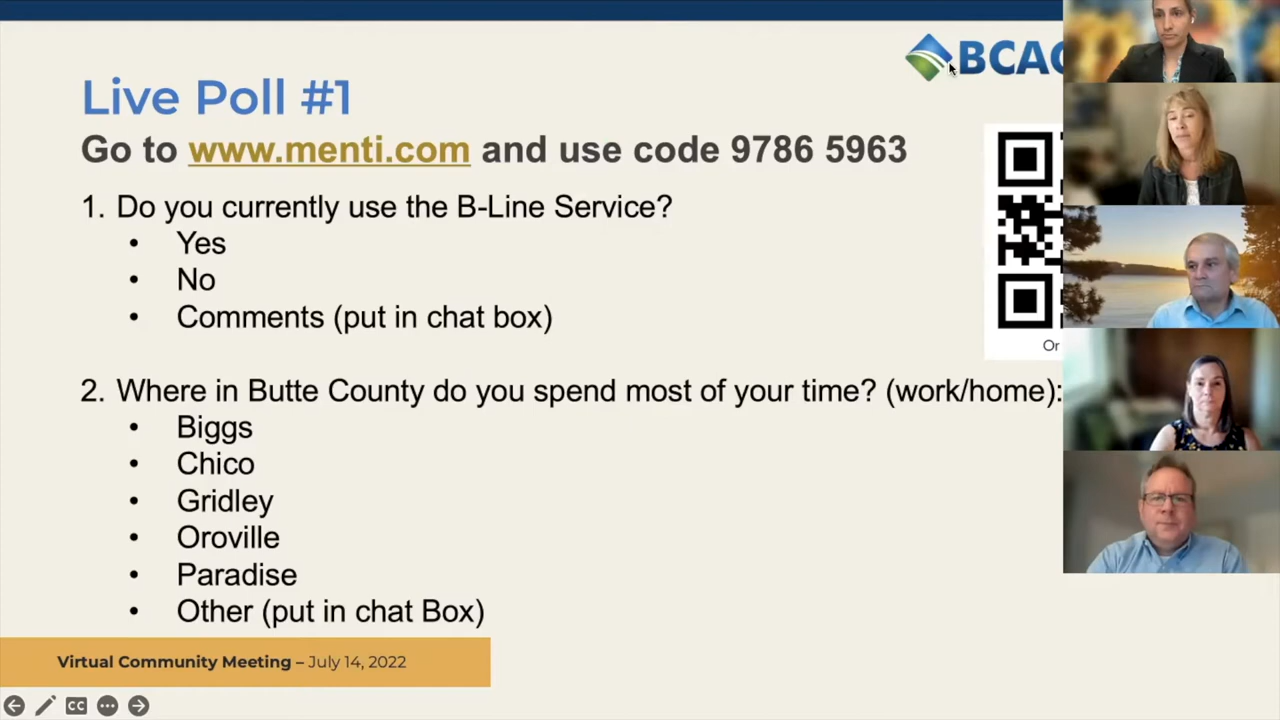 BCAG
Live Poll #1
Go to www.menti.com and use code 9786 5963
1. Do you currently use the B-Line Service?
• Yes
• No
• Comments (put in chat box)
Or
2. Where in Butte County do you spend most of your time? (work/home):
• Biggs
• Chico
• Gridley
• Oroville
• Paradise
• Other (put in chat Box)
Virtual Community Meeting – July 14, 2022
CC